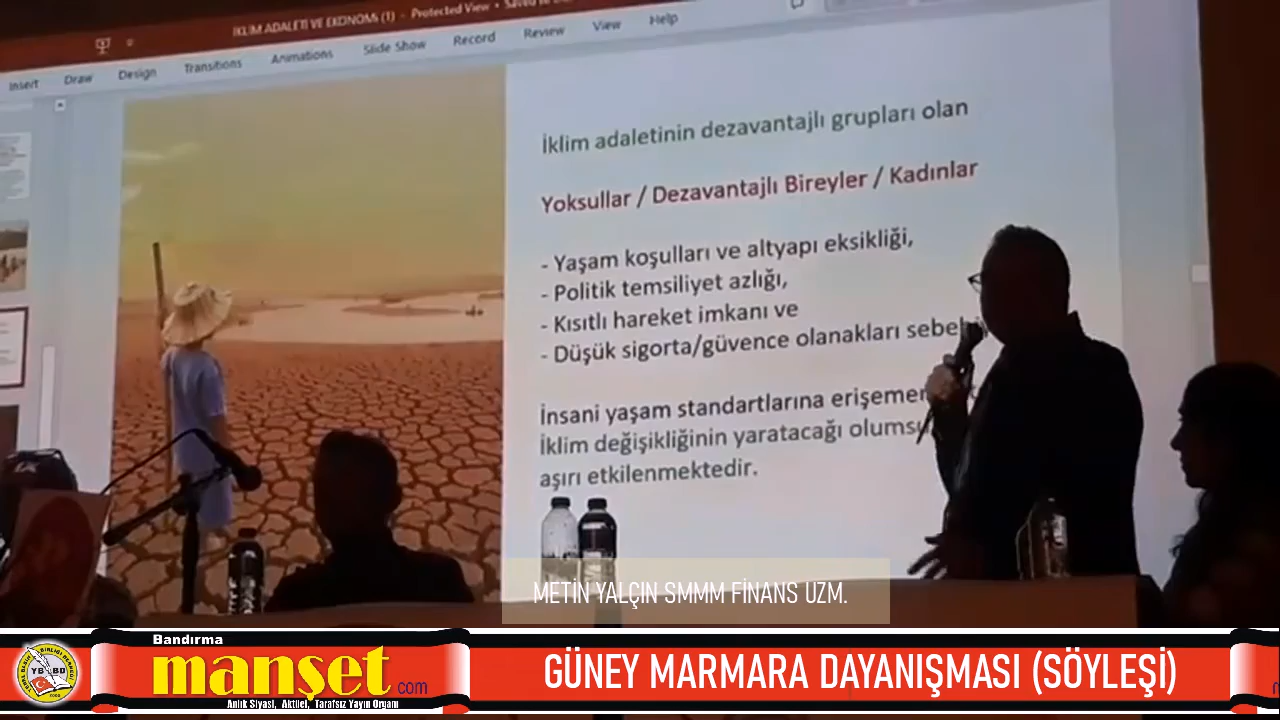 İKLİM ADALETİ VE EKONOMİ (1) - Protected View •
Insert Draw Design Transitions Animations Slide Show Record Review View Help
İklim adaletinin dezavantajlı grupları olan
Yoksullar / Dezavantajlı Bireyler / Kadınlar
- Yaşam koşulları ve altyapı eksikliği,
- Politik temsiliyet azlığı,
- Kısıtlı hareket imkanı ve
- Düşük sigorta/güvence olanakları
İnsani yaşam standartlarına
İklim değişikliğinin yaratacağı
aşırı etkilenmektedir.
METİN YALÇIN SMMM FİNANS UZM.
Bandırma
manşet.com
Anlık Siyasi, Aktüel, Tarafsız Yayın Organı
GÜNEY MARMARA DAYANIŞMASI (SÖYLEŞİ)